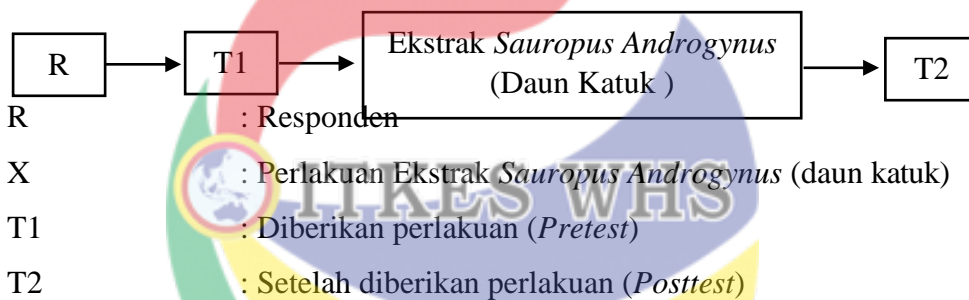 R
T1
Ekstrak Sauropus Androgynus
(Daun Katuk )
T2
R : Responden
X : Perlakuan Ekstrak Sauropus Androgynus (daun katuk)
ITKES WHS
T1 : Diberikan perlakuan (Pretest)
T2 : Setelah diberikan perlakuan (Posttest)